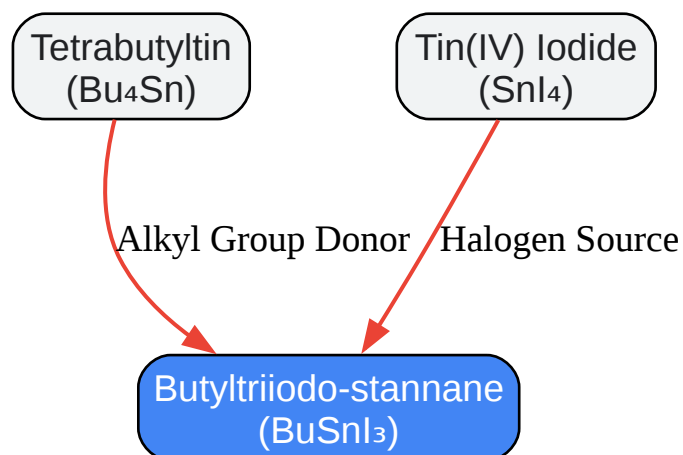 Tetrabutyltin
(Bu₄Sn)
Tin(IV) Iodide
(SnI₄)
Alkyl Group Donor
Halogen Source
Butyltriiodo-stannane
(BuSnI₃)